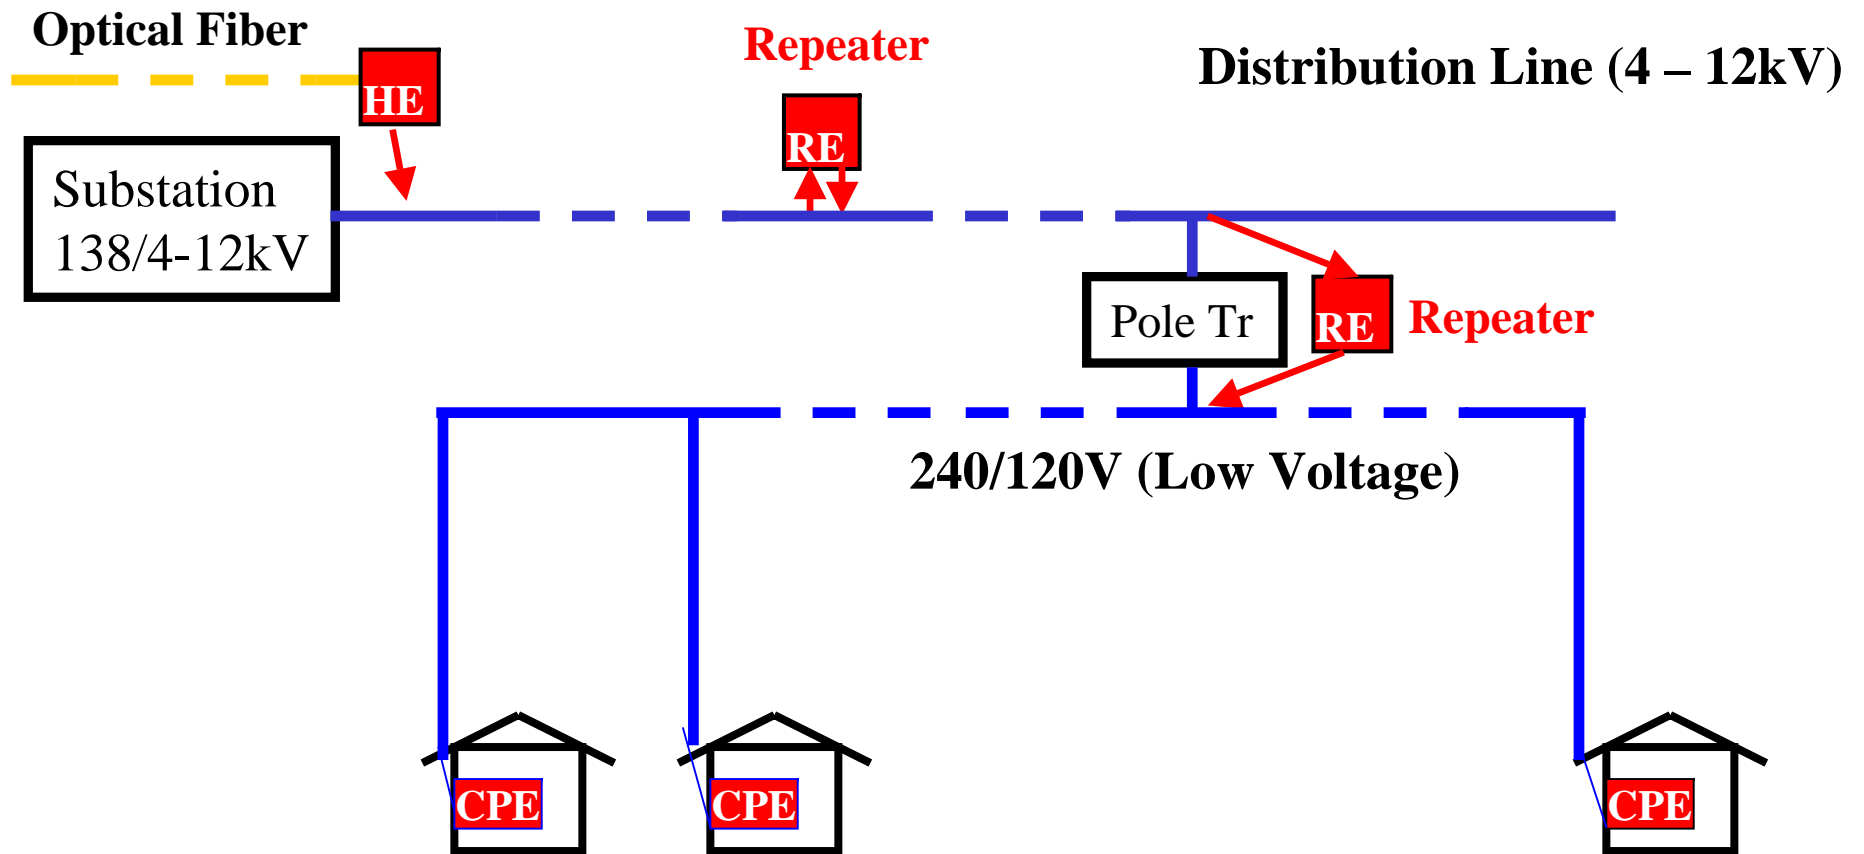 Optical Fiber
Repeater
Distribution Line (4 – 12kV)
HE
RE
Substation
138/4-12kV
Pole Tr
RE
Repeater
240/120V (Low Voltage)
CPE
CPE
CPE